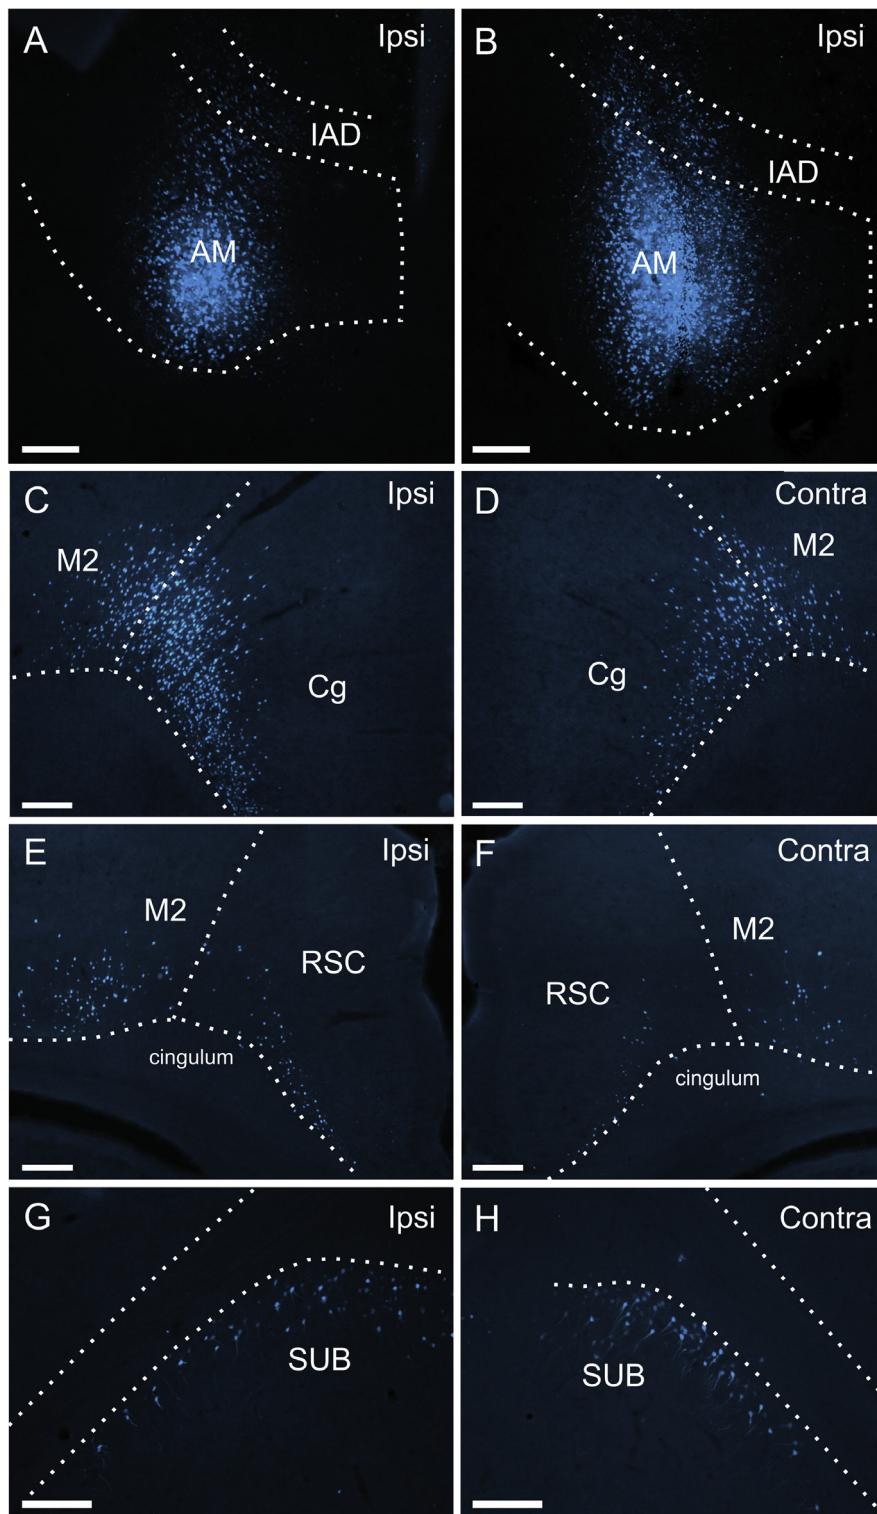 A Ipsi
IAD
AM
B Ipsi
IAD
AM
C Ipsi
M2
Cg
D Contra
M2
Cg
E Ipsi
M2
RSC
cingulum
F Contra
M2
RSC
cingulum
G Ipsi
SUB
H Contra
SUB